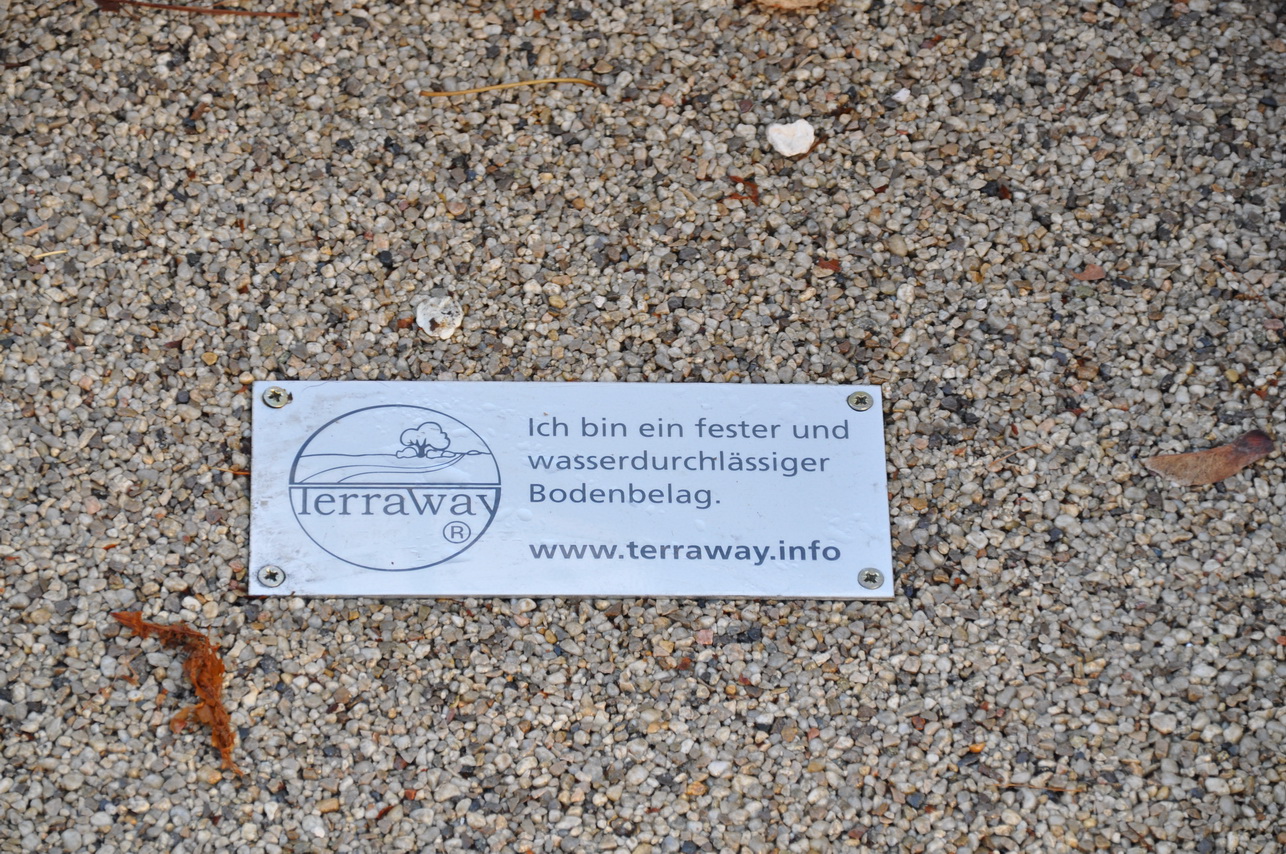 TerraWay
®
Ich bin ein fester und
wasserdurchlässiger
Bodenbelag.
www.terraway.info